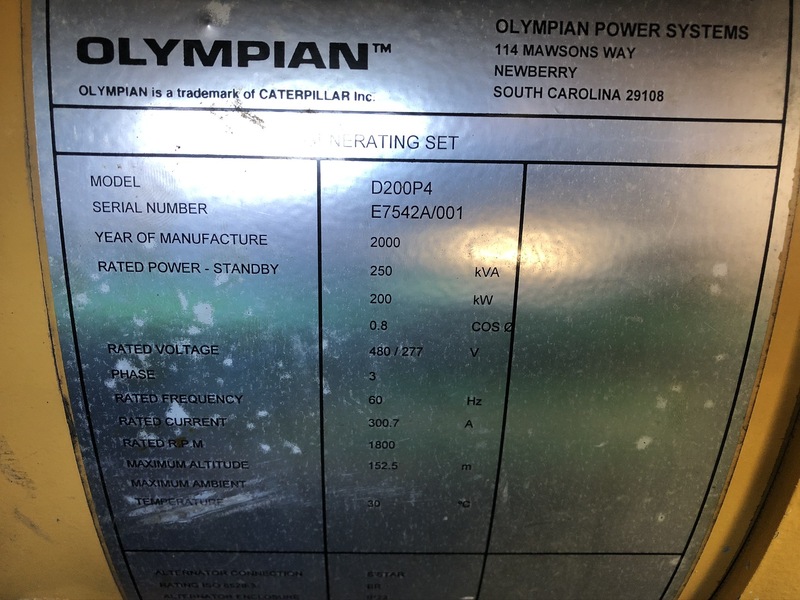 OLYMPIAN™
OLYMPIAN is a trademark of CATERPILLAR Inc.
OLYMPIAN POWER SYSTEMS
114 MAWSONS WAY
NEWBERRY
SOUTH CAROLINA 29108
SET
MODEL D200P4
SERIAL NUMBER E7542A/001
YEAR OF MANUFACTURE 2000
RATED POWER - STANDBY 250 kVA
200 kW
0.8 COS Ø
RATED VOLTAGE 480 / 277 V
PHASE 3
RATED FREQUENCY 60 Hz
RATED CURRENT 300.7 A
RATED R.P.M 1800
MAXIMUM ALTITUDE 152.5 m
MAXIMUM AMBIENT
TEMPERATURE 30 °C
ALTERNATOR CONNECTION
ALTERNATOR ENCLOSURE